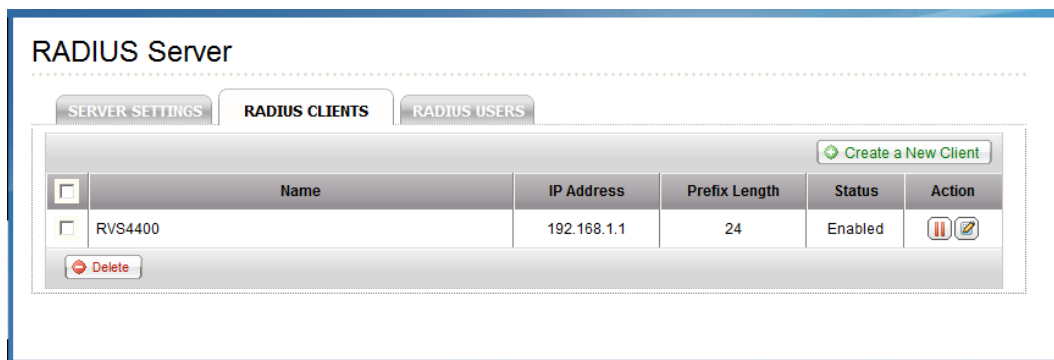 RADIUS Server
SERVER SETTINGS RADIUS CLIENTS RADIUS USERS
Create a New Client
Name IP Address Prefix Length Status Action
RVS4400 192.168.1.1 24 Enabled
Delete